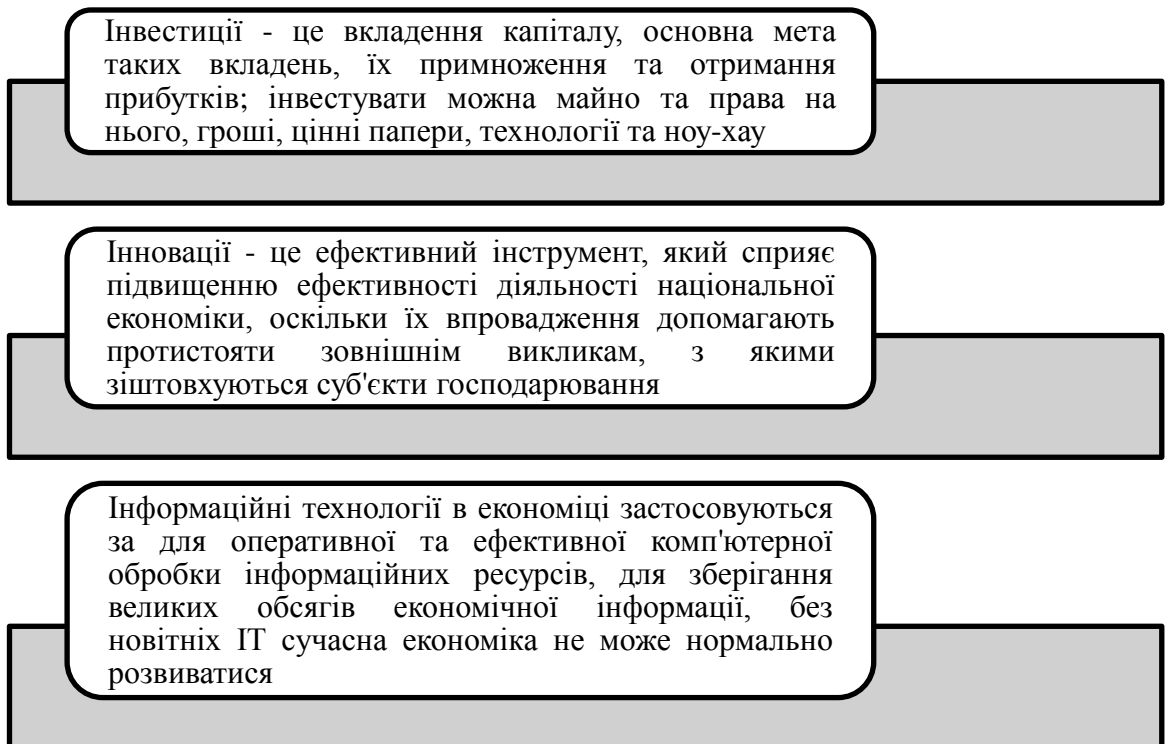 Інвестиції - це вкладення капіталу, основна мета
таких вкладень, їх примноження та отримання
прибутків; інвестувати можна майно та права на
нього, гроші, цінні папери, технології та ноу-хау
Інновації - це ефективний інструмент, який сприяє
підвищенню ефективності діяльності національної
економіки, оскільки їх впровадження допомагають
протистояти зовнішнім викликам, з якими
зіштовхуються суб'єкти господарювання
Інформаційні технології в економіці застосовуються
за для оперативної та ефективної комп'ютерної
обробки інформаційних ресурсів, для зберігання
великих обсягів економічної інформації, без
новітніх ІТ сучасна економіка не може нормально
розвиватися